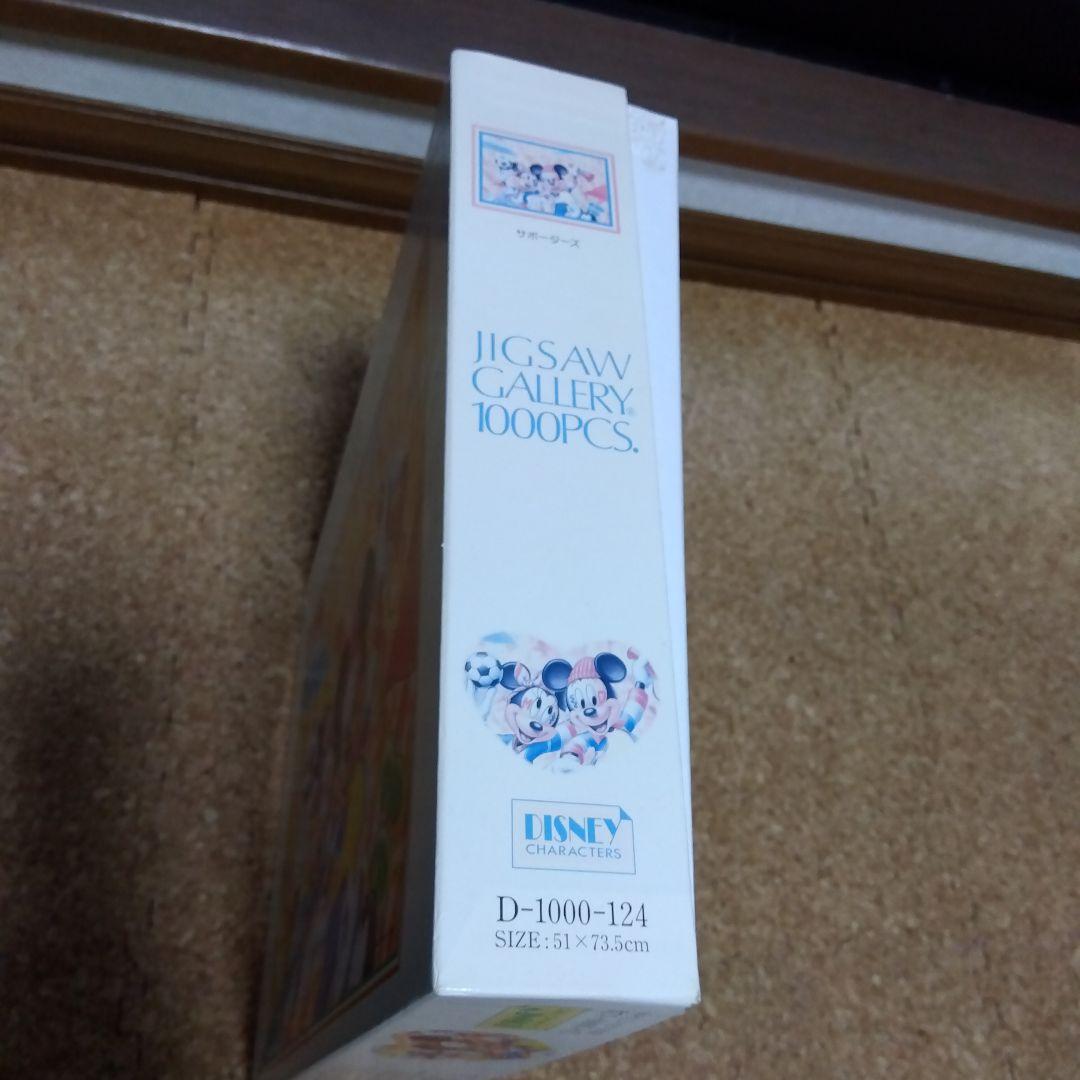 サポーターズ
JIGSAW
GALLERY®
1000PCS.
DISNEY
CHARACTERS
D-1000-124
SIZE:51×73.5cm